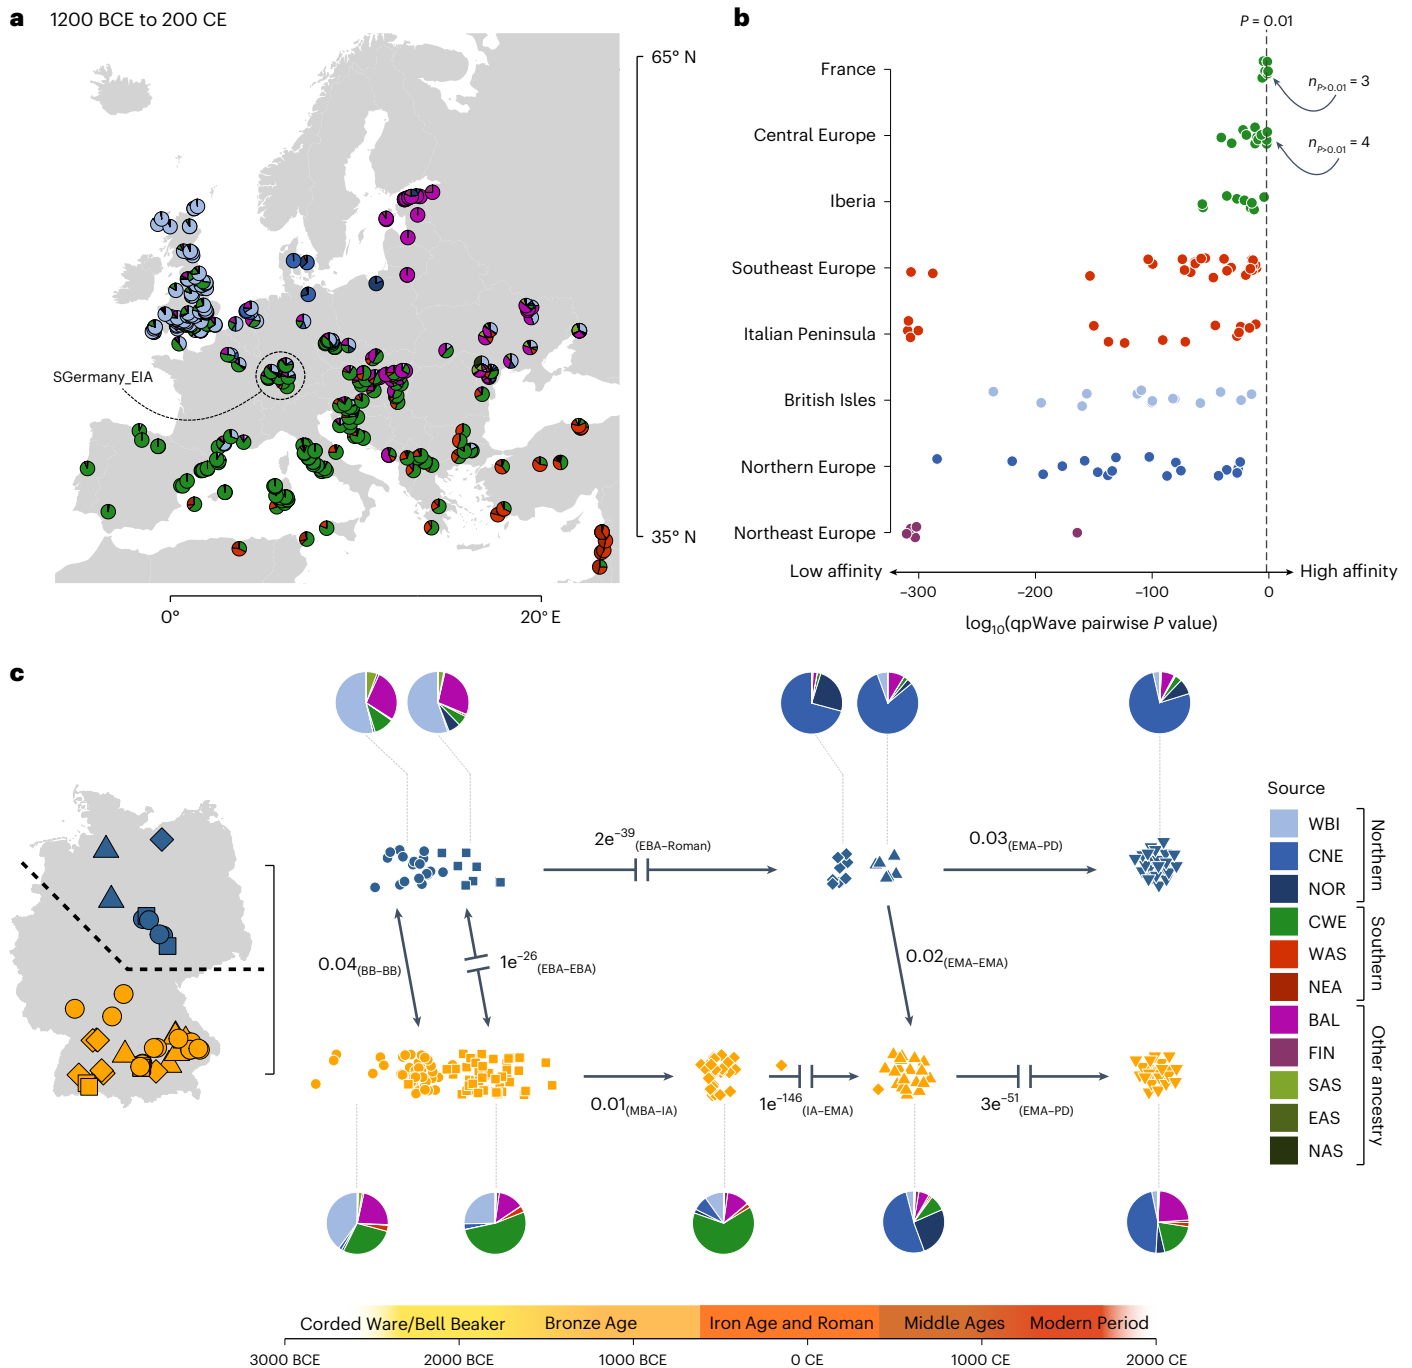 a 1200 BCE to 200 CE
65° N
35° N
SGermany_EIA
0° 20° E
b
P = 0.01
France
nP>0.01 = 3
Central Europe
nP>0.01 = 4
Iberia
Southeast Europe
Italian Peninsula
British Isles
Northern Europe
Northeast Europe
Low affinity High affinity
−300 −200 −100 0
log10(qpWave pairwise P value)
c
2e−39(EBA–Roman)
0.03(EMA–PD)
0.04(BB–BB)
1e−26(EBA–EBA)
0.02(EMA–EMA)
0.01(MBA–IA)
1e−146(IA–EMA)
3e−51(EMA–PD)
Source
WBI
CNE
NOR
Northern
CWE
WAS
NEA
Southern
BAL
FIN
SAS
EAS
NAS
Other ancestry
Corded Ware/Bell Beaker Bronze Age Iron Age and Roman Middle Ages Modern Period
3000 BCE 2000 BCE 1000 BCE 0 CE 1000 CE 2000 CE